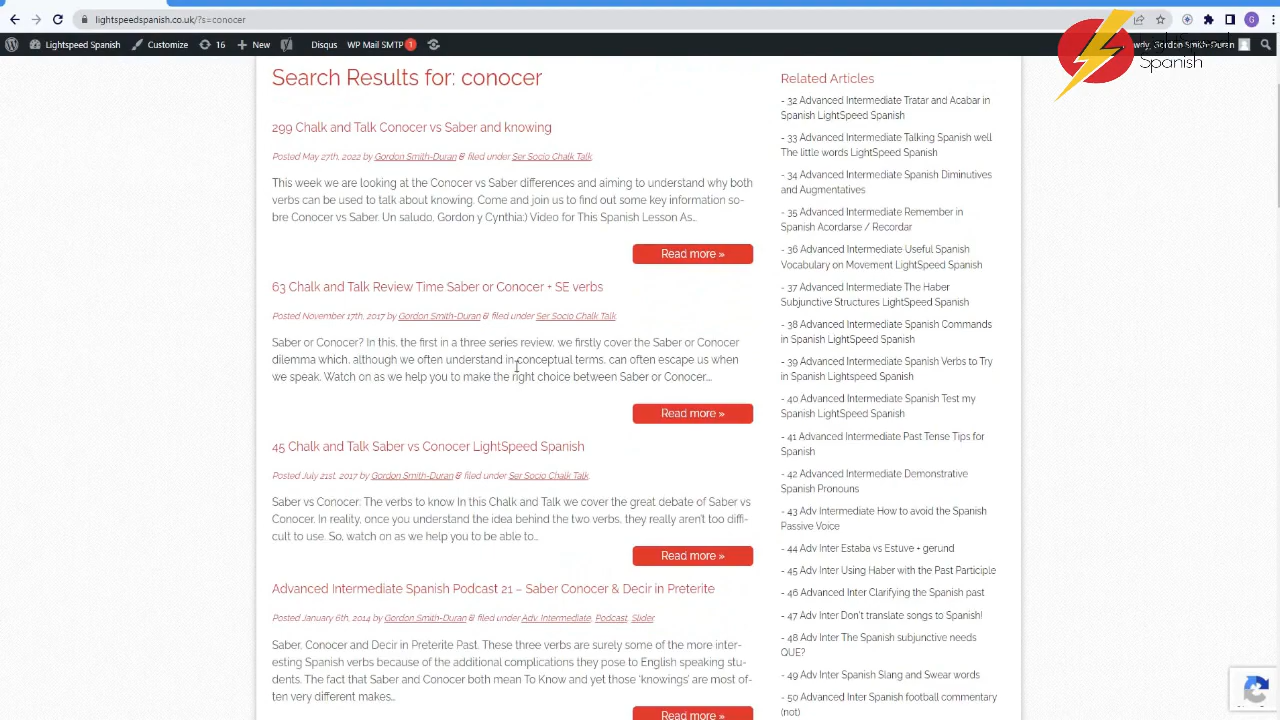 lightspeedspanish.co.uk/?s=conocer
G
Lightspeed Spanish
Customize
16
New
Disqus
WP Mail SMTP 1
wdy, Gordon Smith-Duran
Spanish
Search Results for: conocer
299 Chalk and Talk Conocer vs Saber and knowing
Posted May 27th, 2022 by Gordon Smith-Duran & filed under Ser Socio Chalk Talk.
This week we are looking at the Conocer vs Saber differences and aiming to understand why both
verbs can be used to talk about knowing. Come and join us to find out some key information so-
bre Conocer vs Saber. Un saludo, Gordon y Cynthia:) Video for This Spanish Lesson As…
Read more »
63 Chalk and Talk Review Time Saber or Conocer + SE verbs
Posted November 17th, 2017 by Gordon Smith-Duran & filed under Ser Socio Chalk Talk.
Saber or Conocer? In this, the first in a three series review, we firstly cover the Saber or Conocer
dilemma which, although we often understand in conceptual terms, can often escape us when
we speak. Watch on as we help you to make the right choice between Saber or Conocer.…
Read more »
45 Chalk and Talk Saber vs Conocer LightSpeed Spanish
Posted July 21st, 2017 by Gordon Smith-Duran & filed under Ser Socio Chalk Talk.
Saber vs Conocer: The verbs to know In this Chalk and Talk we cover the great debate of Saber vs
Conocer. In reality, once you understand the idea behind the two verbs, they really aren't too diffi-
cult to use. So, watch on as we help you to be able to…
Read more »
Advanced Intermediate Spanish Podcast 21 – Saber Conocer & Decir in Preterite
Posted January 6th, 2014 by Gordon Smith-Duran & filed under Adv. Intermediate, Podcast, Slider.
Saber, Conocer and Decir in Preterite Past. These three verbs are surely some of the more inter-
esting Spanish verbs because of the additional complications they pose to English speaking stu-
dents. The fact that Saber and Conocer both mean To Know and yet those 'knowings' are most of-
ten very different makes…
Read more »
Related Articles
- 32 Advanced Intermediate Tratar and Acabar in
Spanish LightSpeed Spanish
- 33 Advanced Intermediate Talking Spanish well
The little words LightSpeed Spanish
- 34 Advanced Intermediate Spanish Diminutives
and Augmentatives
- 35 Advanced Intermediate Remember in
Spanish Acordarse / Recordar
- 36 Advanced Intermediate Useful Spanish
Vocabulary on Movement LightSpeed Spanish
- 37 Advanced Intermediate The Haber
Subjunctive Structures LightSpeed Spanish
- 38 Advanced Intermediate Spanish Commands
in Spanish LightSpeed Spanish
- 39 Advanced Intermediate Spanish Verbs to Try
in Spanish Lightspeed Spanish
- 40 Advanced Intermediate Spanish Test my
Spanish LightSpeed Spanish
- 41 Advanced Intermediate Past Tense Tips for
Spanish
- 42 Advanced Intermediate Demonstrative
Spanish Pronouns
- 43 Adv Intermediate How to avoid the Spanish
Passive Voice
- 44 Adv Inter Estaba vs Estuve + gerund
- 45 Adv Inter Using Haber with the Past Participle
- 46 Advanced Inter Clarifying the Spanish past
- 47 Adv Inter Don't translate songs to Spanish!
- 48 Adv Inter The Spanish subjunctive needs
QUE?
- 49 Adv Inter Spanish Slang and Swear words
- 50 Advanced Inter Spanish football commentary
(not)